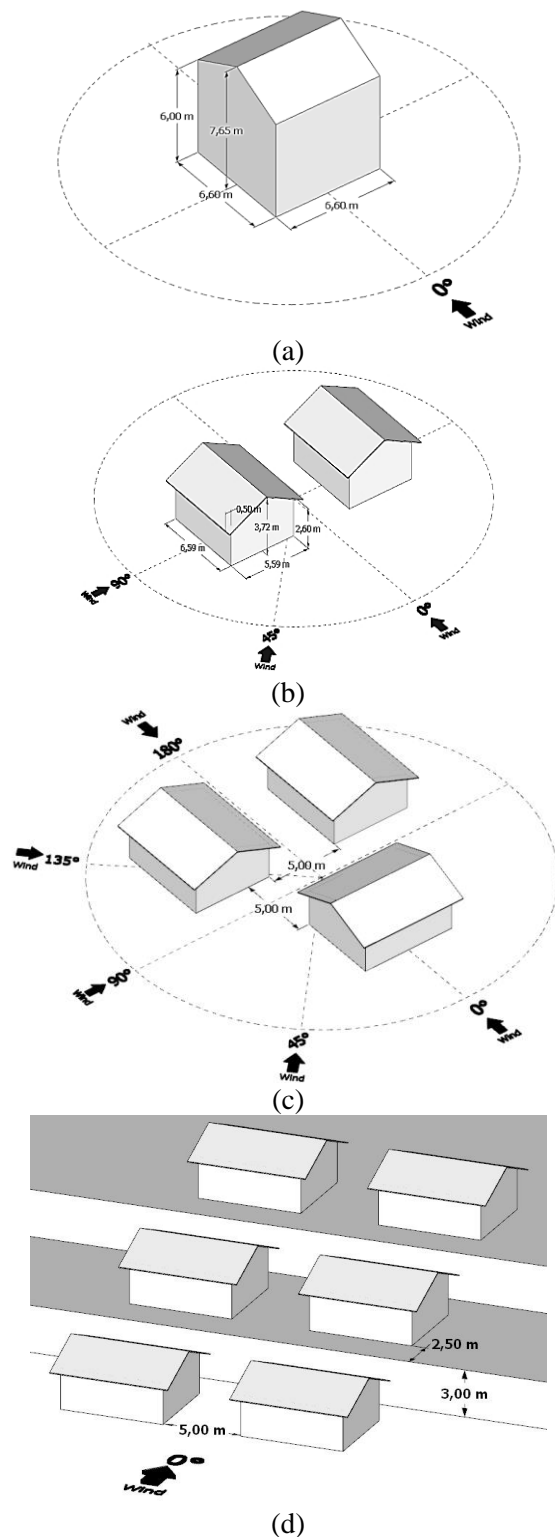 6,00 m
7,65 m
6,60 m
6,60 m
0°
Wind
(a)
0,50 m
3,72 m
2,60 m
6,59 m
5,59 m
Wind
90°
45°
Wind
0°
Wind
(b)
Wind
180°
Wind
135°
5,00 m
5,00 m
Wind
90°
45°
Wind
0°
Wind
(c)
2,50 m
3,00 m
5,00 m
0°
Wind
(d)